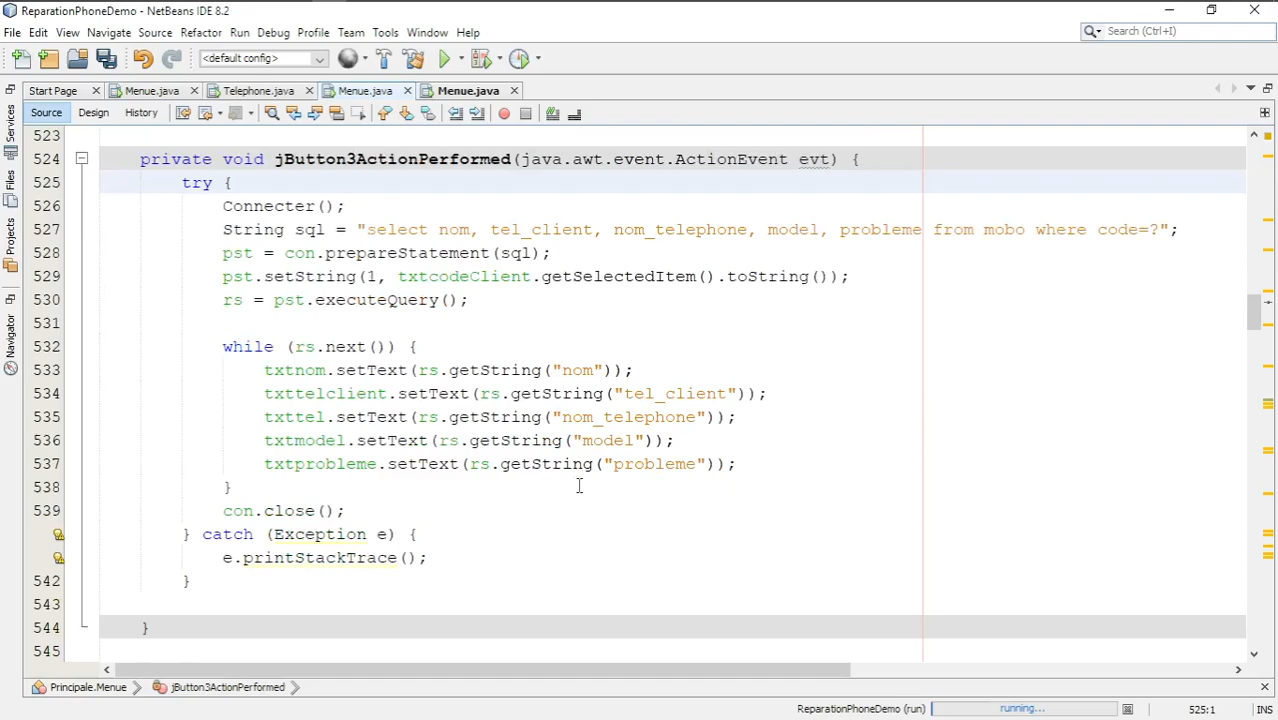 ReparationPhoneDemo - NetBeans IDE 8.2
File Edit View Navigate Source Refactor Run Debug Profile Team Tools Window Help
Search (Ctrl+I)
<default config>
Start Page Menue.java Telephone.java Menue.java Menue.java
Source Design History
Services
Files
Projects
Navigator
523
524 private void jButton3ActionPerformed(java.awt.event.ActionEvent evt) {
525 try {
526 Connecter();
527 String sql = "select nom, tel_client, nom_telephone, model, probleme from mobo where code=?";
528 pst = con.prepareStatement(sql);
529 pst.setString(1, txtcodeClient.getSelectedItem().toString());
530 rs = pst.executeQuery();
531
532 while (rs.next()) {
533 txtnom.setText(rs.getString("nom"));
534 txttelclient.setText(rs.getString("tel_client"));
535 txttel.setText(rs.getString("nom_telephone"));
536 txtmodel.setText(rs.getString("model"));
537 txtprobleme.setText(rs.getString("probleme"));
538 }
539 con.close();
} catch (Exception e) {
e.printStackTrace();
542 }
543
544 }
545
Principale.Menue jButton3ActionPerformed
ReparationPhoneDemo (run) running... 525:1 INS